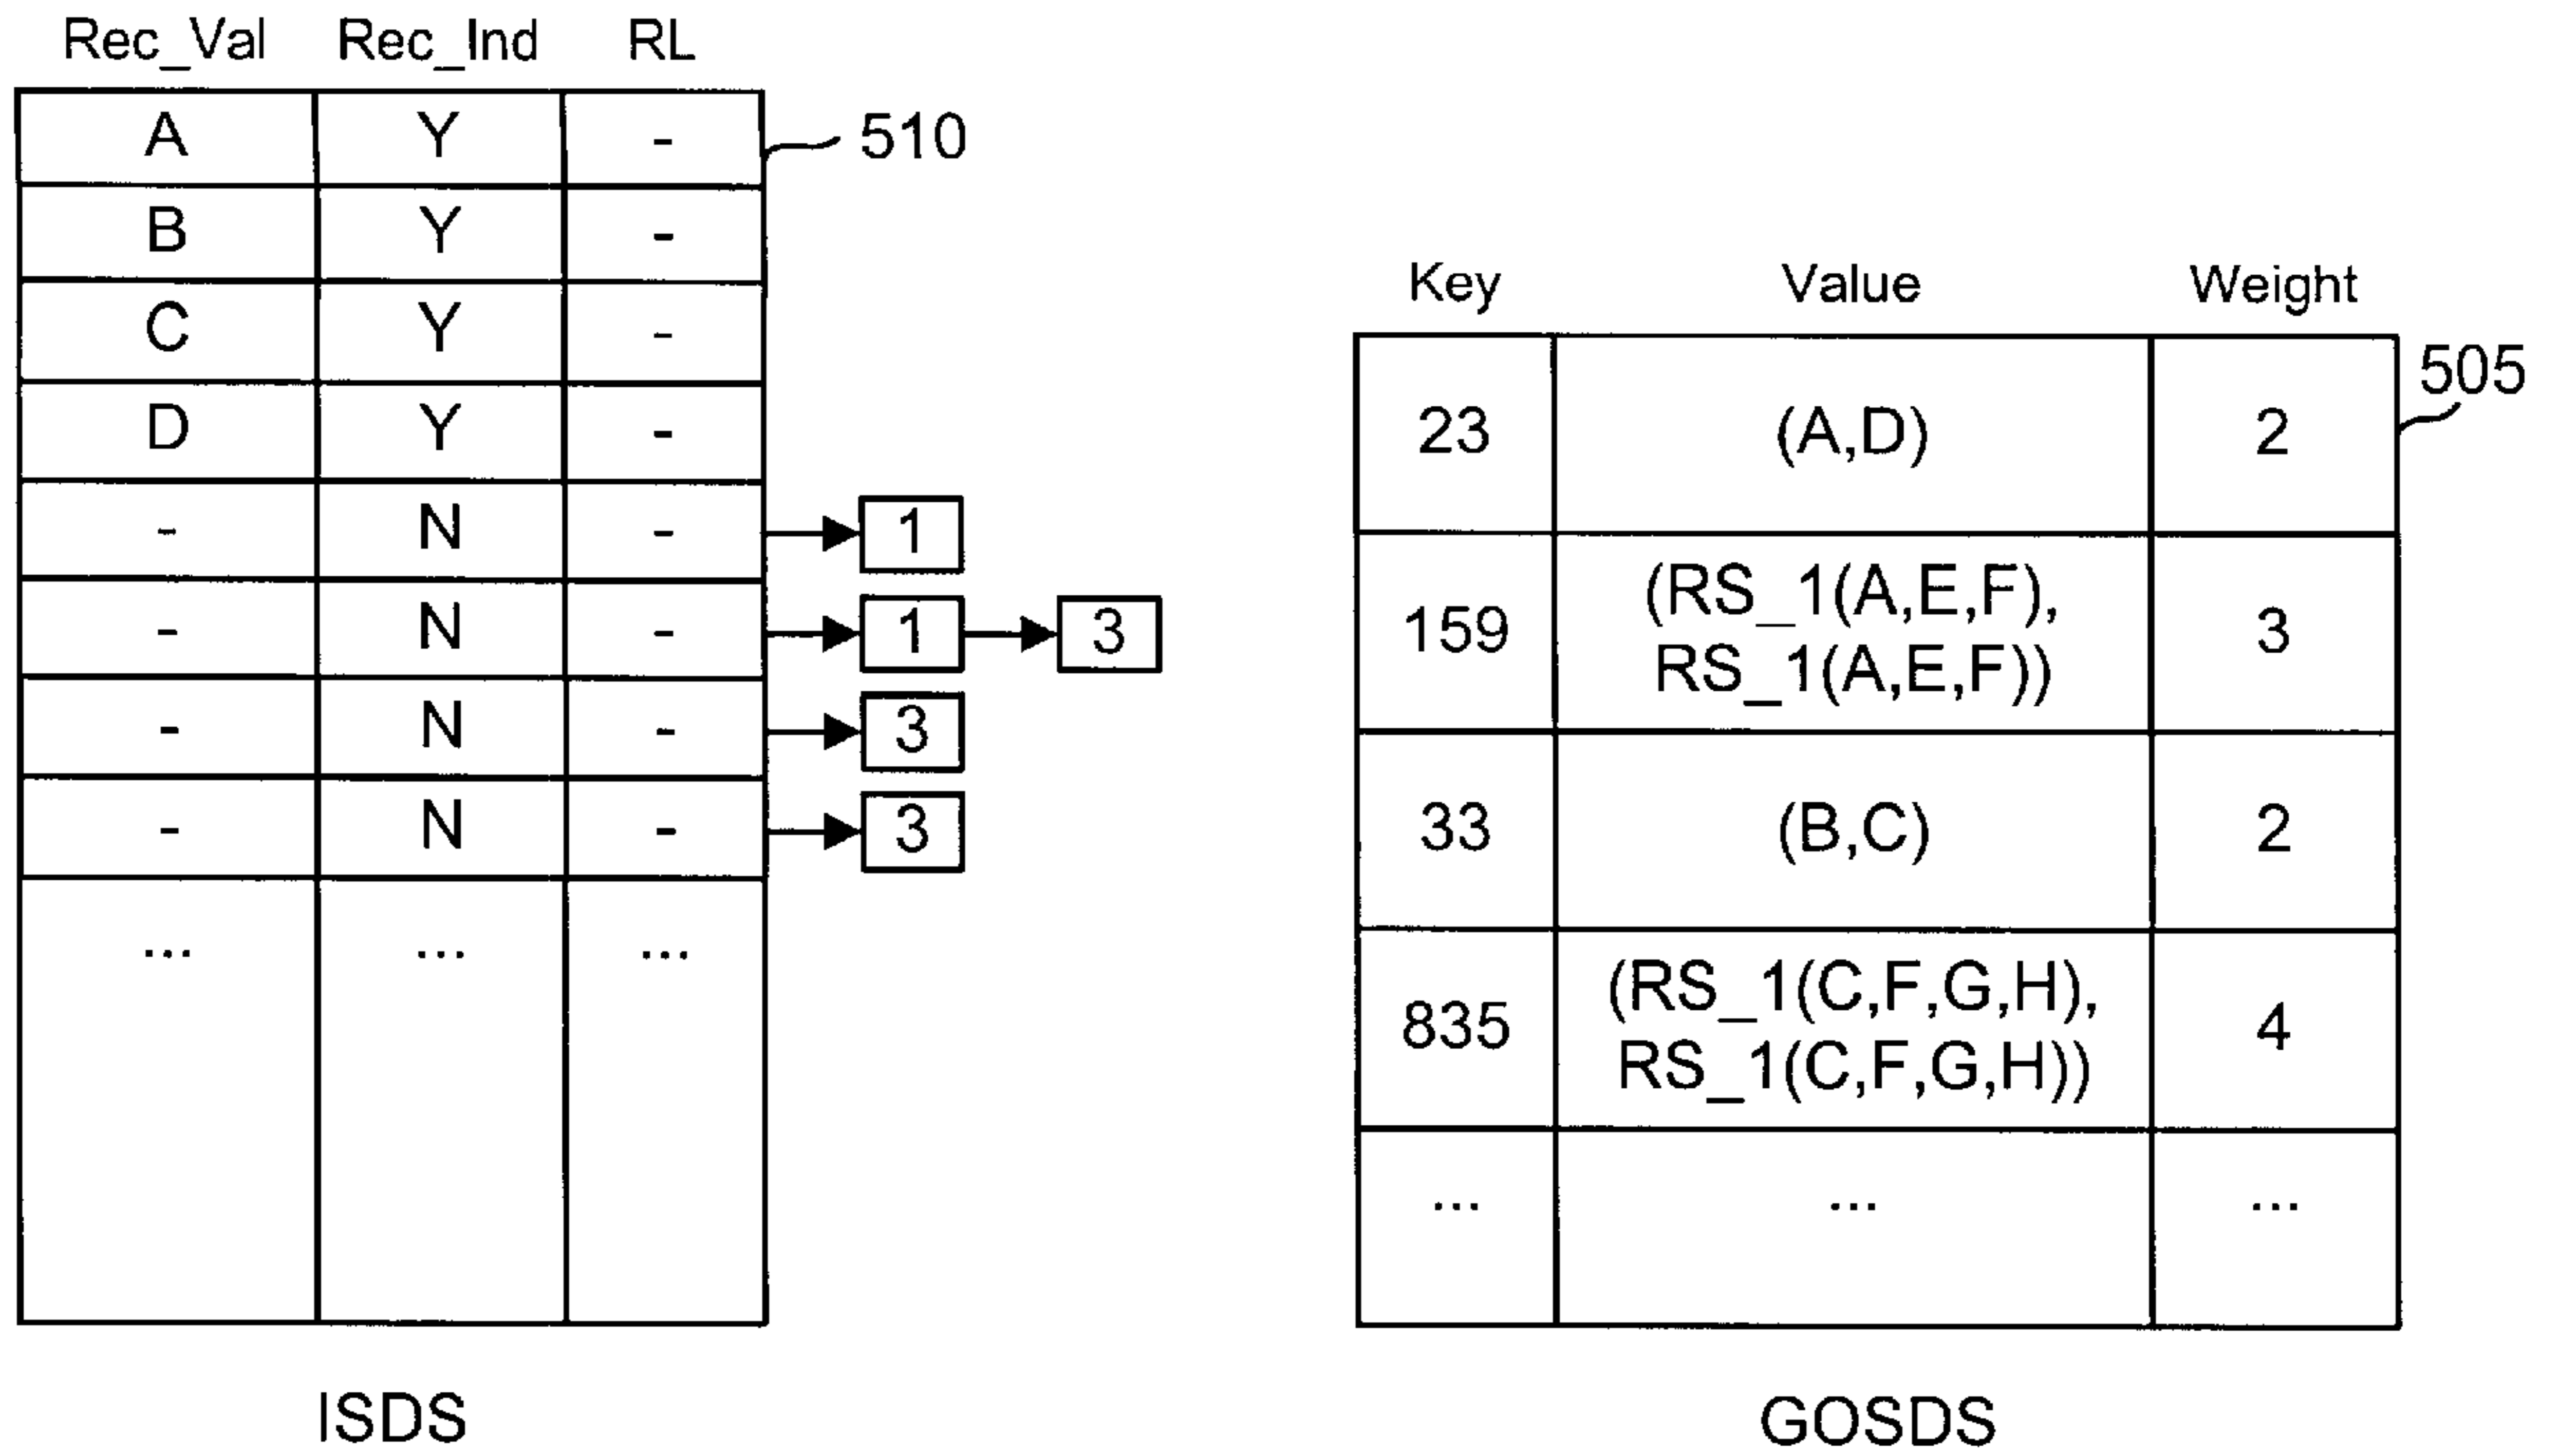 Rec_Val Rec_Ind RL
A Y -
510
B Y -
C Y -
D Y -
- N - 1
- N - 1 3
- N - 3
- N - 3
... ... ...
ISDS
Key Value Weight
505
23 (A,D) 2
159 (RS_1(A,E,F), 3
RS_1(A,E,F))
33 (B,C) 2
835 (RS_1(C,F,G,H), 4
RS_1(C,F,G,H))
... ... ...
GOSDS